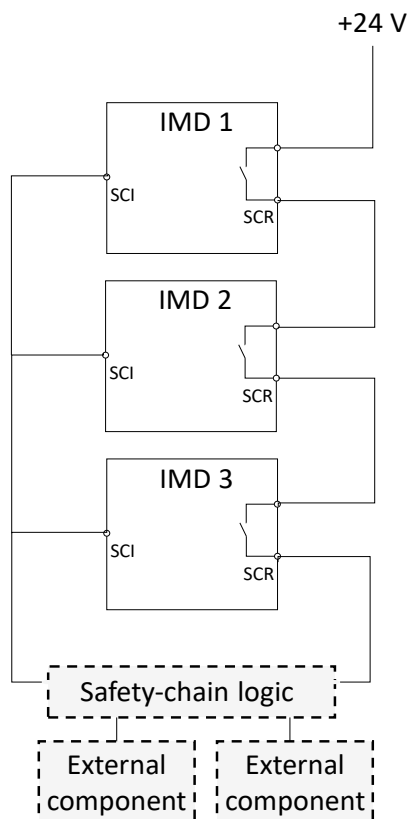 +24 V
IMD 1
SCI
SCR
IMD 2
SCI
SCR
IMD 3
SCI
SCR
Safety-chain logic
External
component
External
component